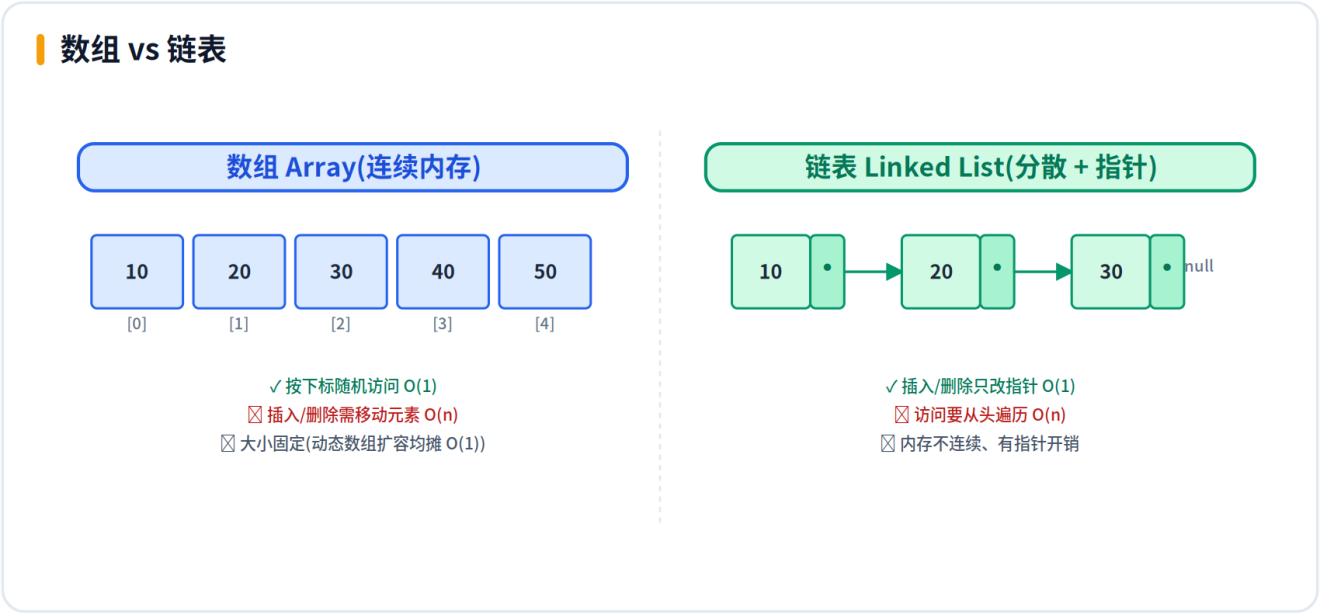 数组 vs 链表
数组 Array(连续内存)
10 20 30 40 50
[0] [1] [2] [3] [4]
✓ 按下标随机访问 O(1)
插入/删除需移动元素 O(n)
大小固定(动态数组扩容均摊 O(1))
链表 Linked List(分散 + 指针)
10 • 20 • 30 • null
✓ 插入/删除只改指针 O(1)
访问要从头遍历 O(n)
内存不连续、有指针开销